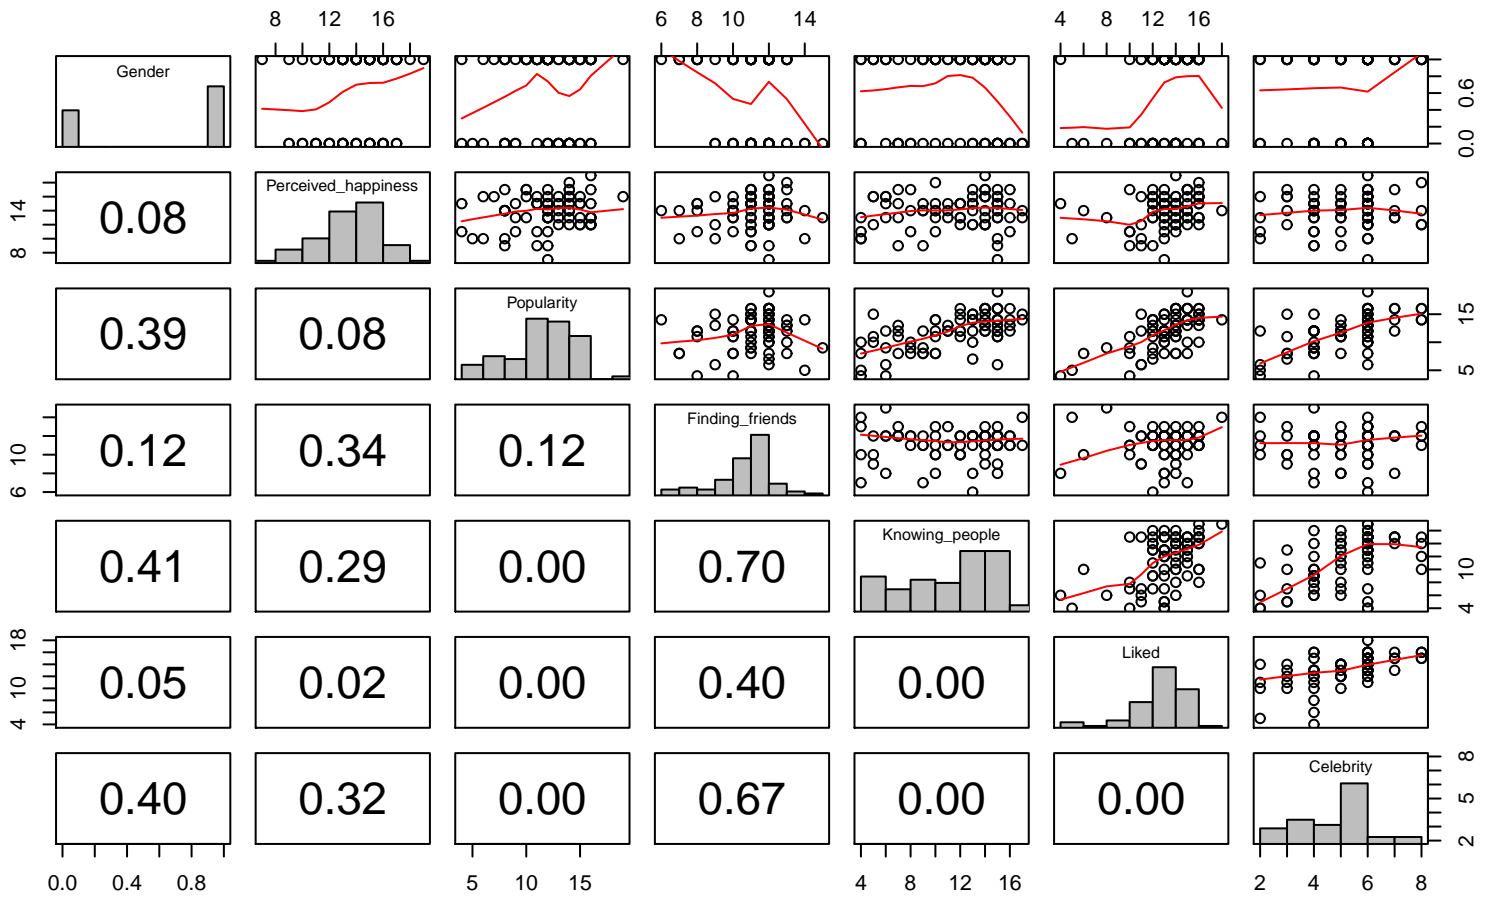 8 12 16 6 8 10 14 4 8 12 16
Gender
0.0 0.6
8 14
0.08
Perceived_happiness
0.39
0.08
Popularity
5 15
6 10
0.12
0.34
0.12
Finding_friends
0.41
0.29
0.00
0.70
Knowing_people
4 10
4 10 18
0.05
0.02
0.00
0.40
0.00
Liked
0.40
0.32
0.00
0.67
0.00
0.00
Celebrity
2 5 8
0.0 0.4 0.8 5 15 4 8 12 16 2 4 6 8